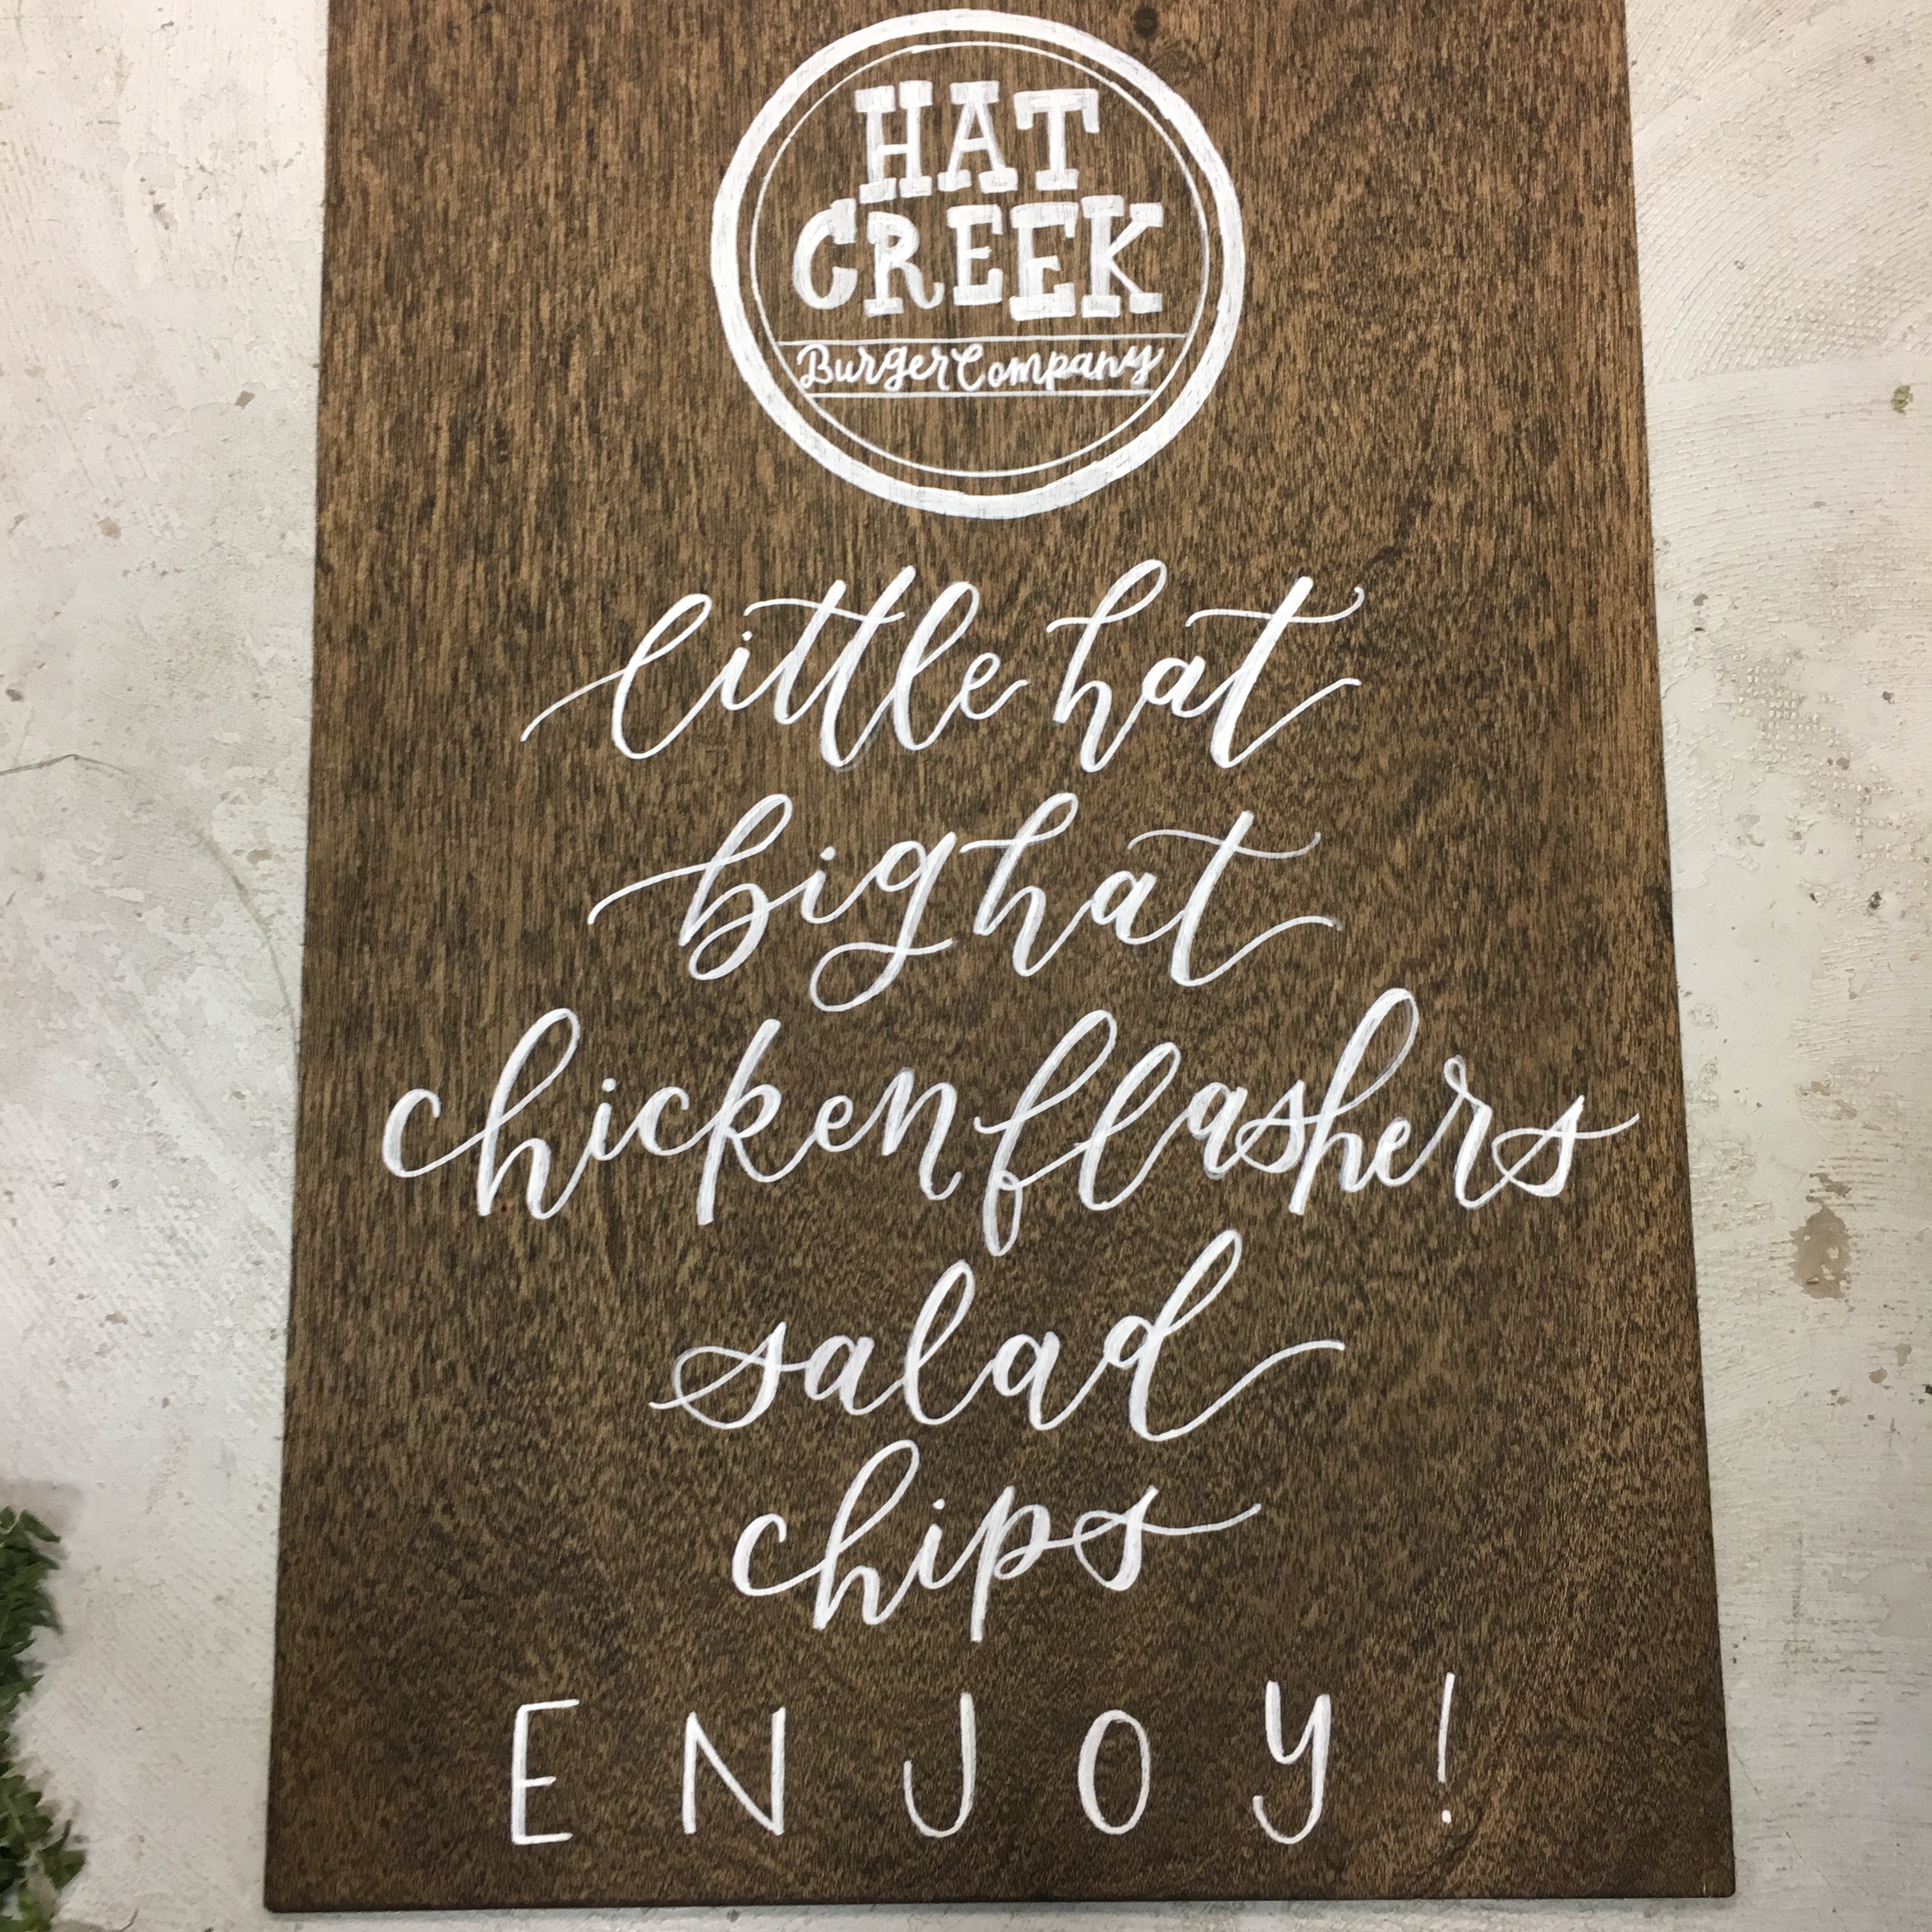 HAT
CREEK
Burger Company
little hat
big hat
chicken flashers
salad
chips
ENJOY!